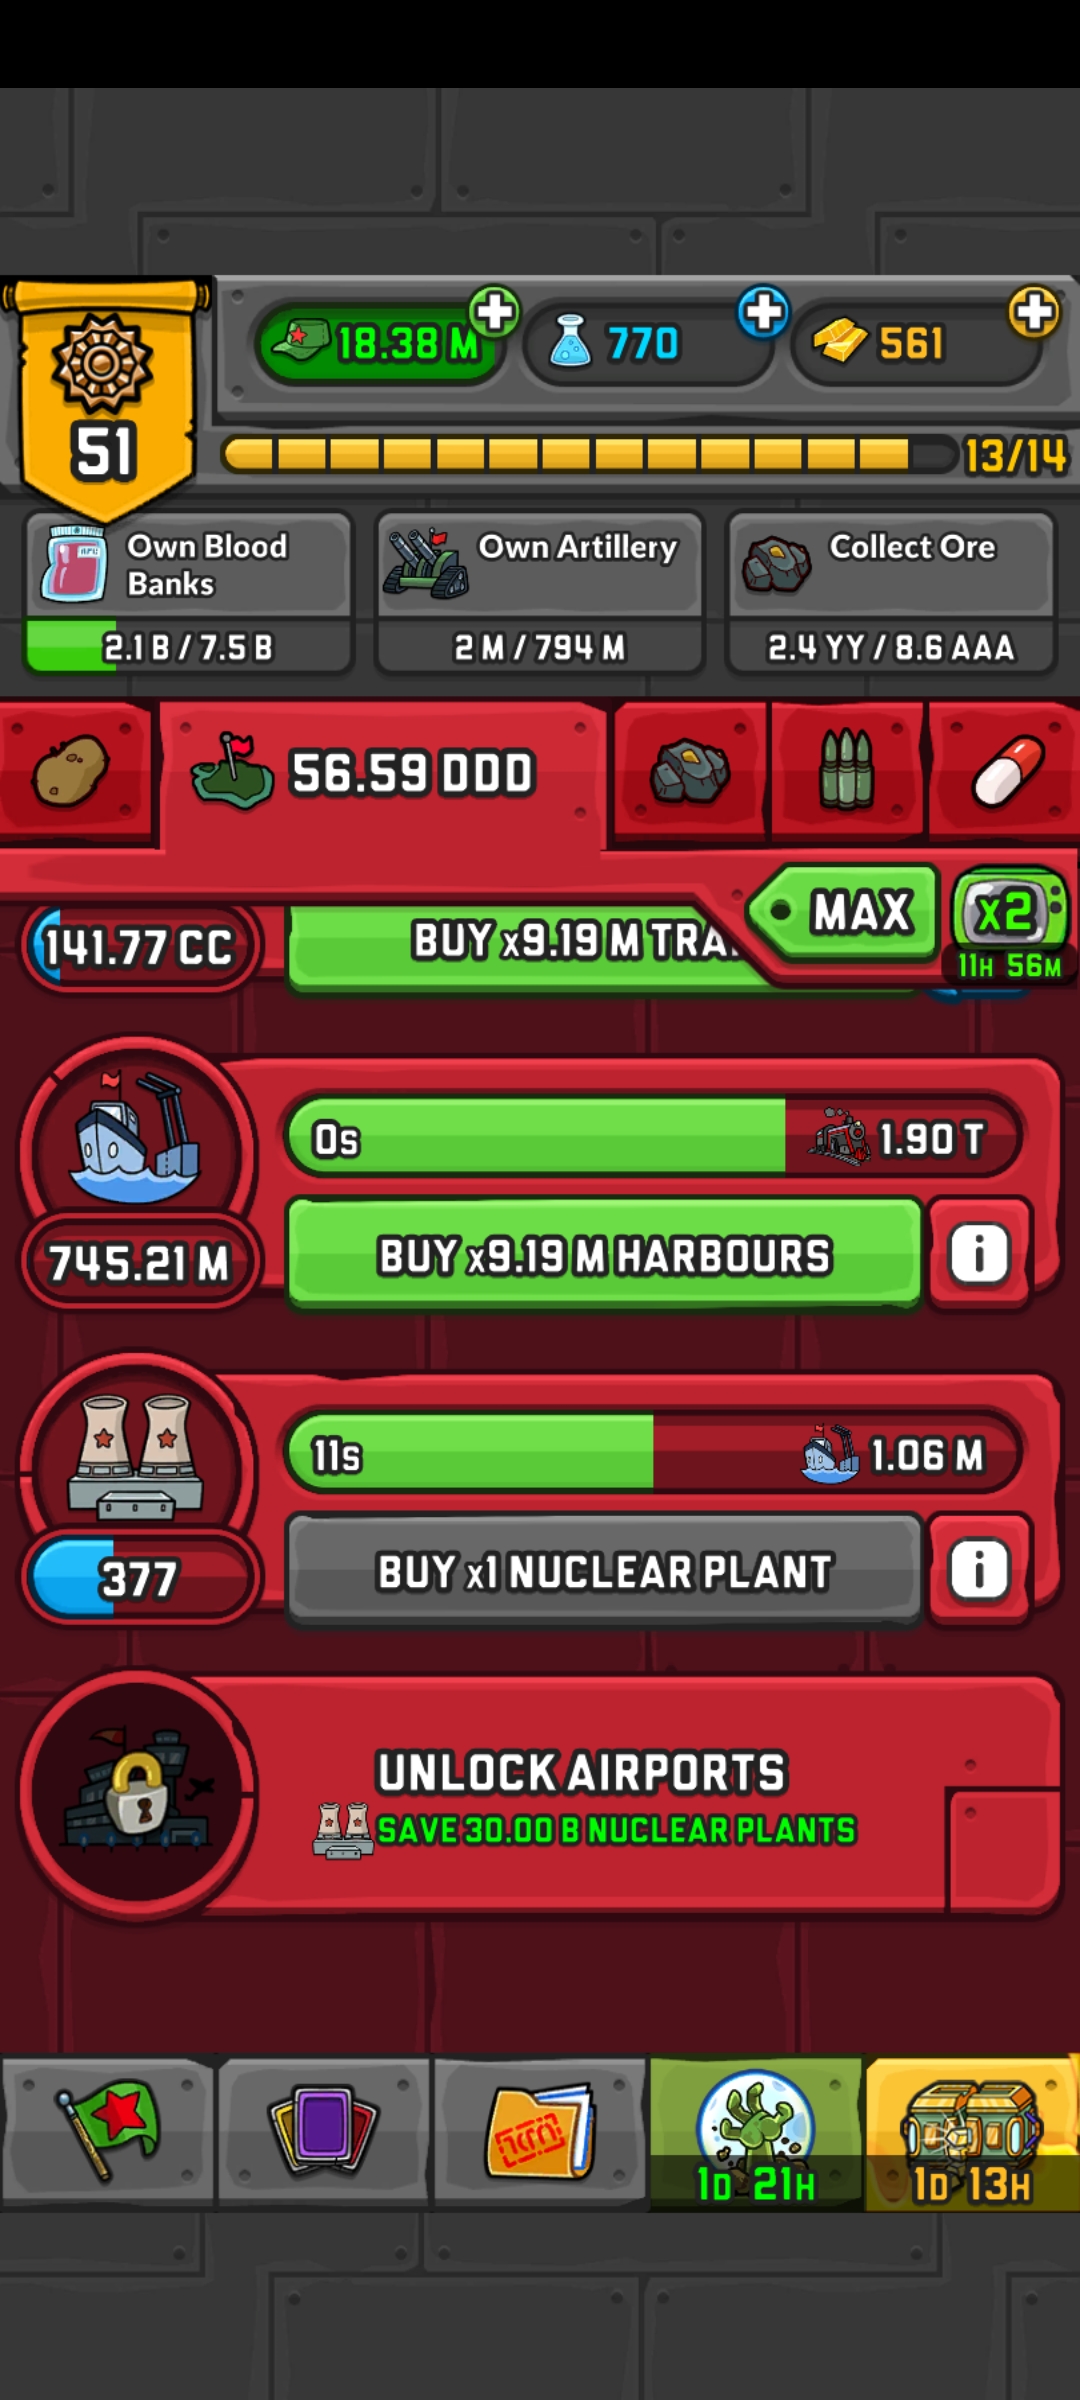 18.38 M
770
561
51
13/14
Own Blood Banks
2.1 B / 7.5 B
Own Artillery
2 M / 794 M
Collect Ore
2.4 YY / 8.6 AAA
56.59 DDD
MAX
x2
11H 56M
141.77 CC
BUY x9.19 M TRA
0s
1.90 T
745.21 M
BUY x9.19 M HARBOURS
i
11s
1.06 M
377
BUY x1 NUCLEAR PLANT
i
UNLOCK AIRPORTS
SAVE 30.00 B NUCLEAR PLANTS
1D 21H
1D 13H